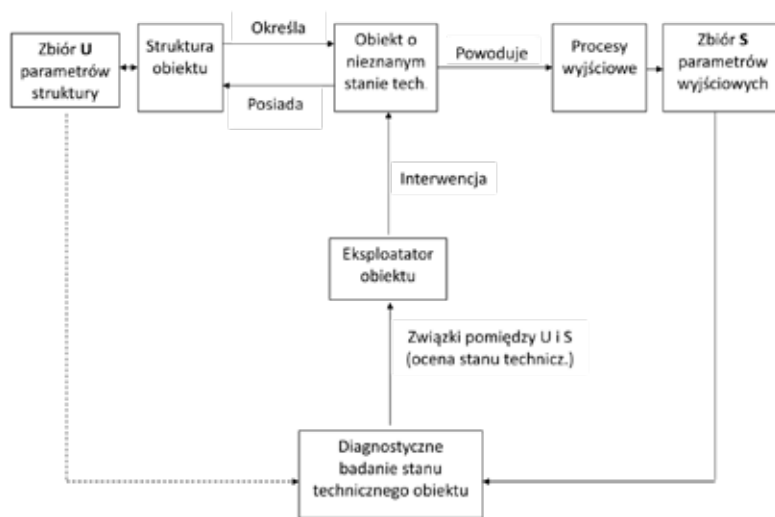 Zbiór U
parametrów
struktury
Struktura
obiektu
Określa
Posiada
Obiekt o
nieznanym
stanie tech.
Powoduje
Procesy
wyjściowe
Zbiór S
parametrów
wyjściowych
Interwencja
Eksploatator
obiektu
Związki pomiędzy U i S
(ocena stanu technicz.)
Diagnostyczne
badanie stanu
technicznego obiektu